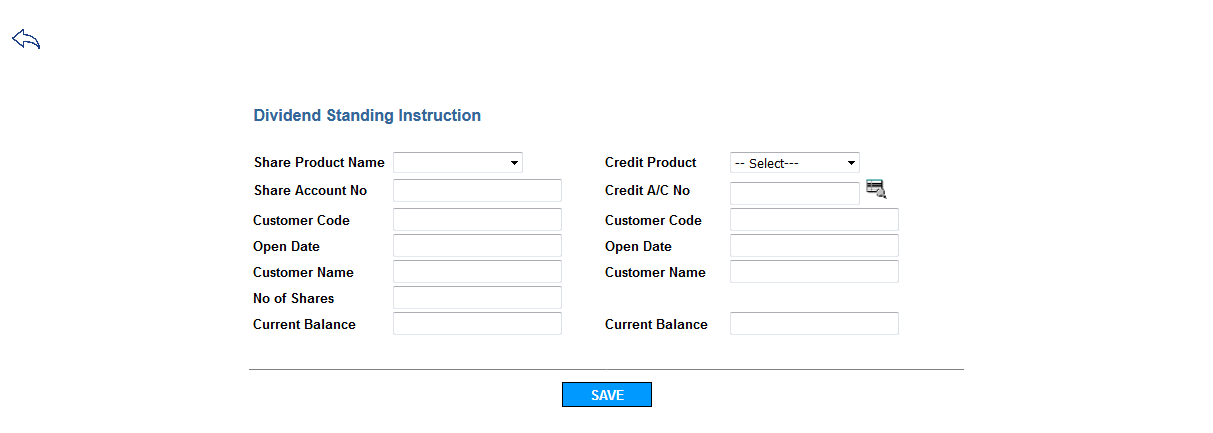 Dividend Standing Instruction
Share Product Name Credit Product -- Select---
Share Account No Credit A/C No
Customer Code Customer Code
Open Date Open Date
Customer Name Customer Name
No of Shares
Current Balance Current Balance
SAVE